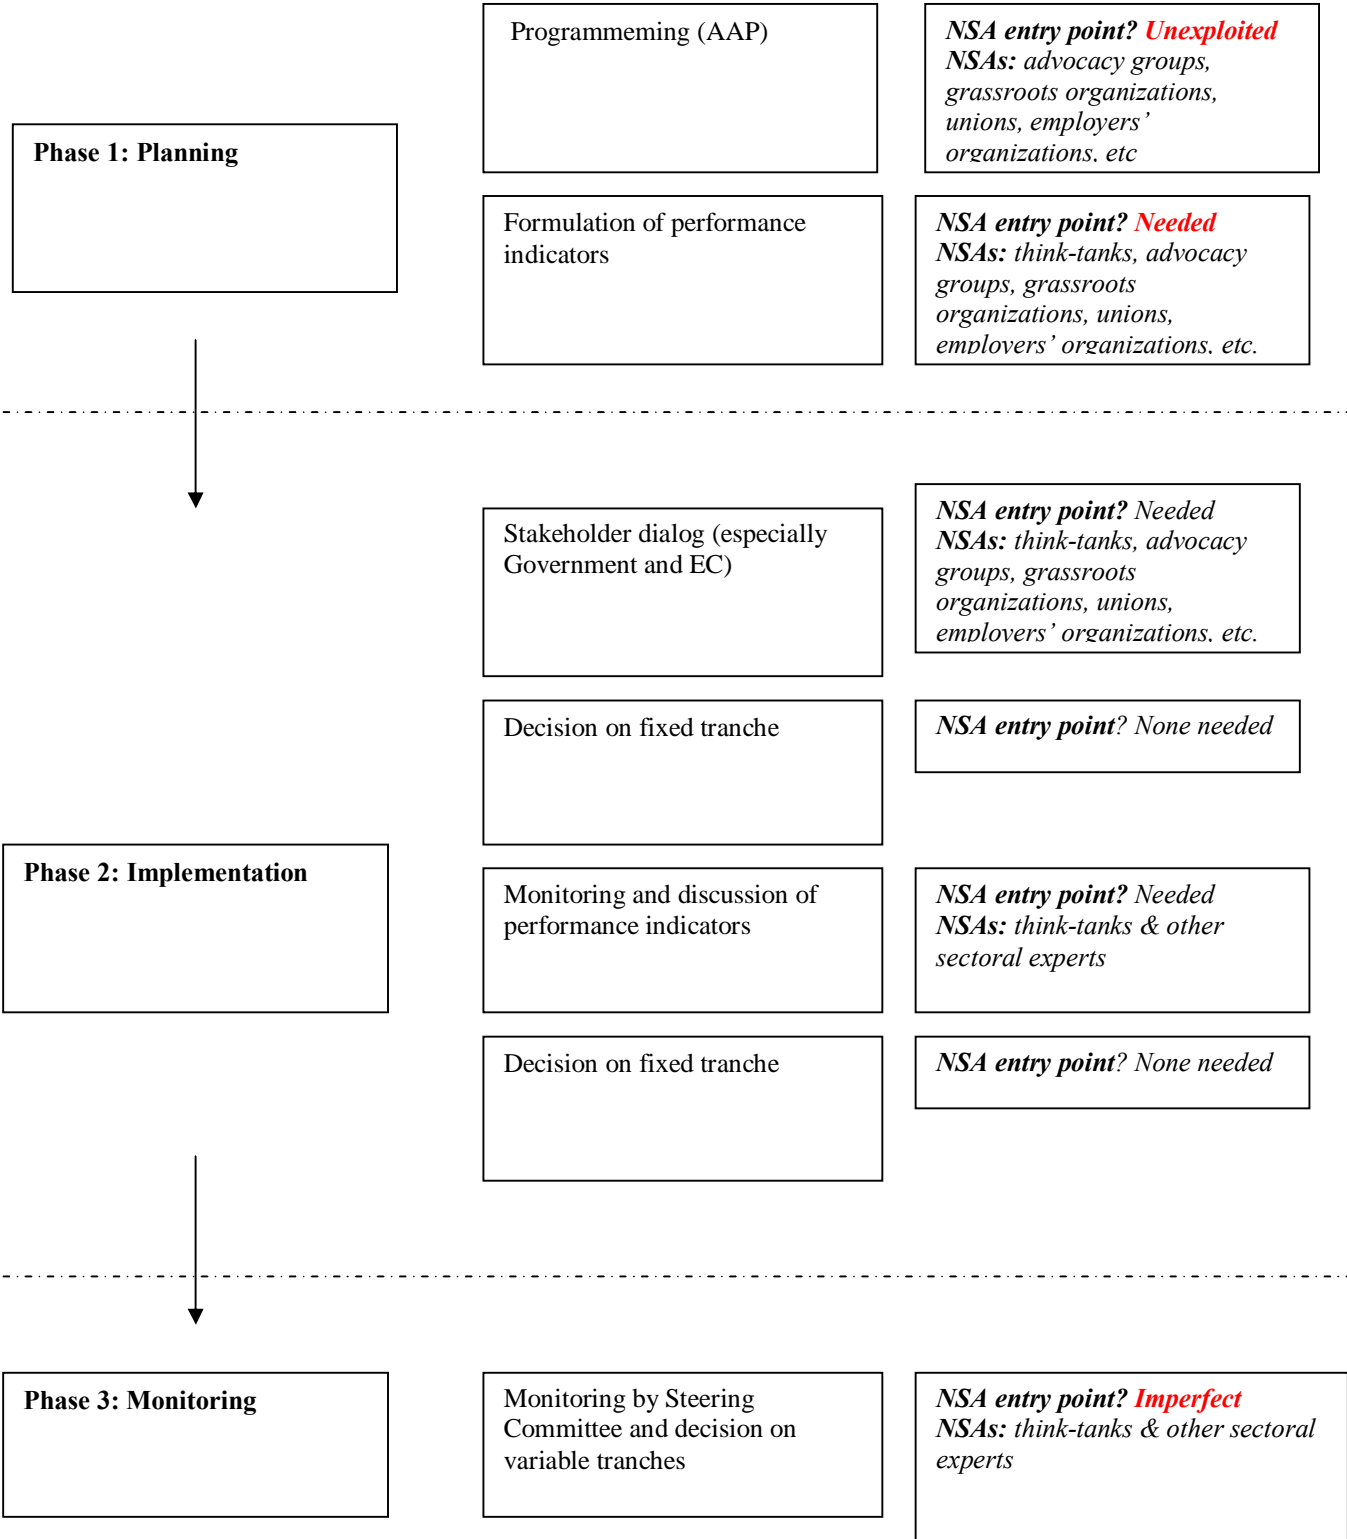 Programmeming (AAP)
NSA entry point? Unexploited
NSAs: advocacy groups,
grassroots organizations,
unions, employers'
organizations, etc
Phase 1: Planning
Formulation of performance
indicators
NSA entry point? Needed
NSAs: think-tanks, advocacy
groups, grassroots
organizations, unions,
employers' organizations, etc.
Stakeholder dialog (especially
Government and EC)
NSA entry point? Needed
NSAs: think-tanks, advocacy
groups, grassroots
organizations, unions,
employers' organizations, etc.
Decision on fixed tranche
NSA entry point? None needed
Phase 2: Implementation
Monitoring and discussion of
performance indicators
NSA entry point? Needed
NSAs: think-tanks & other
sectoral experts
Decision on fixed tranche
NSA entry point? None needed
Phase 3: Monitoring
Monitoring by Steering
Committee and decision on
variable tranches
NSA entry point? Imperfect
NSAs: think-tanks & other sectoral
experts